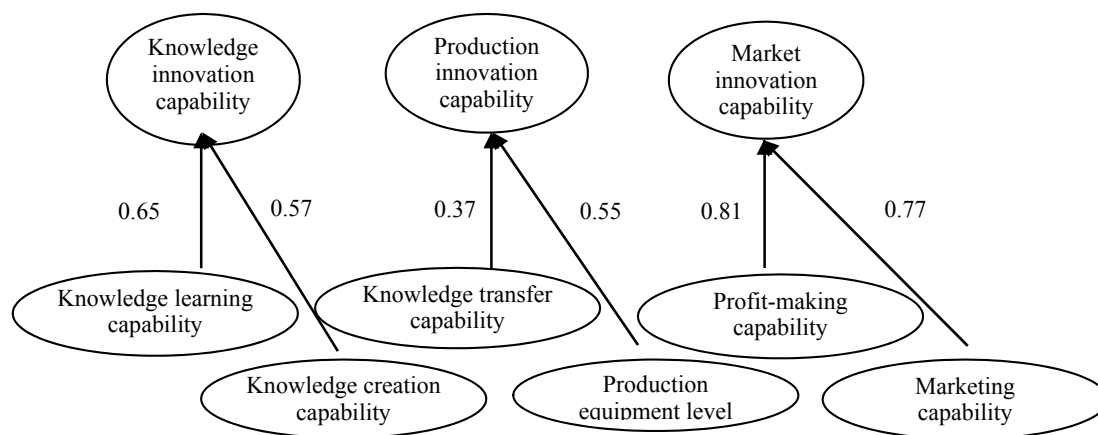 Knowledge
innovation
capability
Production
innovation
capability
Market
innovation
capability
0.65
0.57
0.37
0.55
0.81
0.77
Knowledge learning
capability
Knowledge transfer
capability
Profit-making
capability
Knowledge creation
capability
Production
equipment level
Marketing
capability